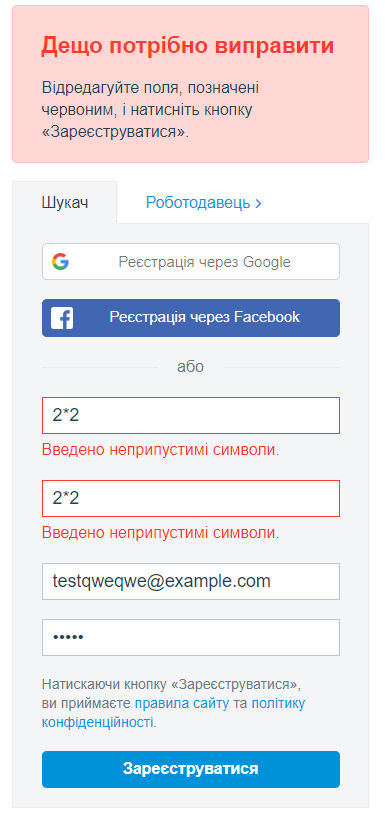 Дещо потрібно виправити
Відредагуйте поля, позначені
червоним, і натисніть кнопку
«Зареєструватися».
Шукач
Роботодавець
Реєстрація через Google
Реєстрація через Facebook
або
2*2
Введено неприпустимі символи.
2*2
Введено неприпустимі символи.
testqweqwe@example.com
•••••
Натискаючи кнопку «Зареєструватися»,
ви приймаєте правила сайту та політику
конфіденційності.
Зареєструватися